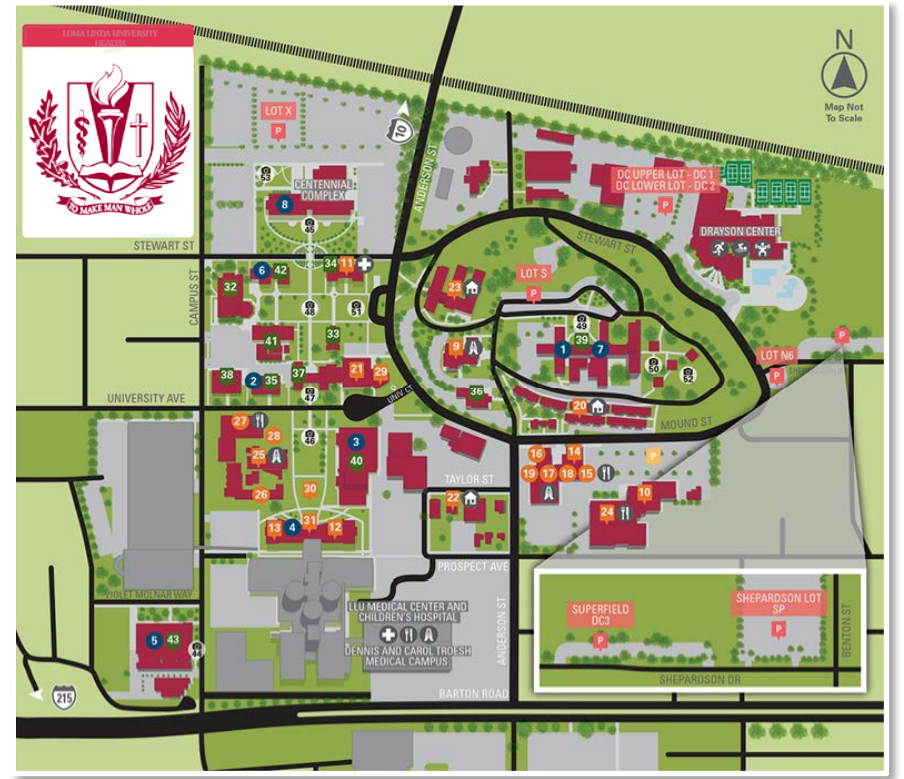 LOMA LINDA UNIVERSITY
HEALTH
TO MAKE MAN WHOLE
N
Map Not
To Scale
LOT X
P
10
ANDERSON ST
53
CENTENNIAL
COMPLEX
8
45
DC UPPER LOT - DC 1
DC LOWER LOT - DC 2
P
DRAYSON CENTER
STEWART ST
STEWART ST
CAMPUS ST
6
42
34
11
32
48
51
23
LOT S
P
49
39
1
7
50
52
41
33
9
38
2
35
37
47
21
29
36
20
LOT N6
P
P
UNIVERSITY AVE
UNIV. CT
MOUND ST
27
28
25
26
46
3
40
30
31
13
4
12
16
14
19
17
18
15
P
10
24
TAYLOR ST
22
PROSPECT AVE
VIOLET MOLNAR WAY
LLU MEDICAL CENTER AND
CHILDREN'S HOSPITAL
DENNIS AND CAROL TROESH
MEDICAL CAMPUS
ANDERSON ST
5
43
44
215
BARTON ROAD
SUPERFIELD
DC3
P
SHEPARDSON LOT
SP
P
BENTON ST
SHEPARDSON DR